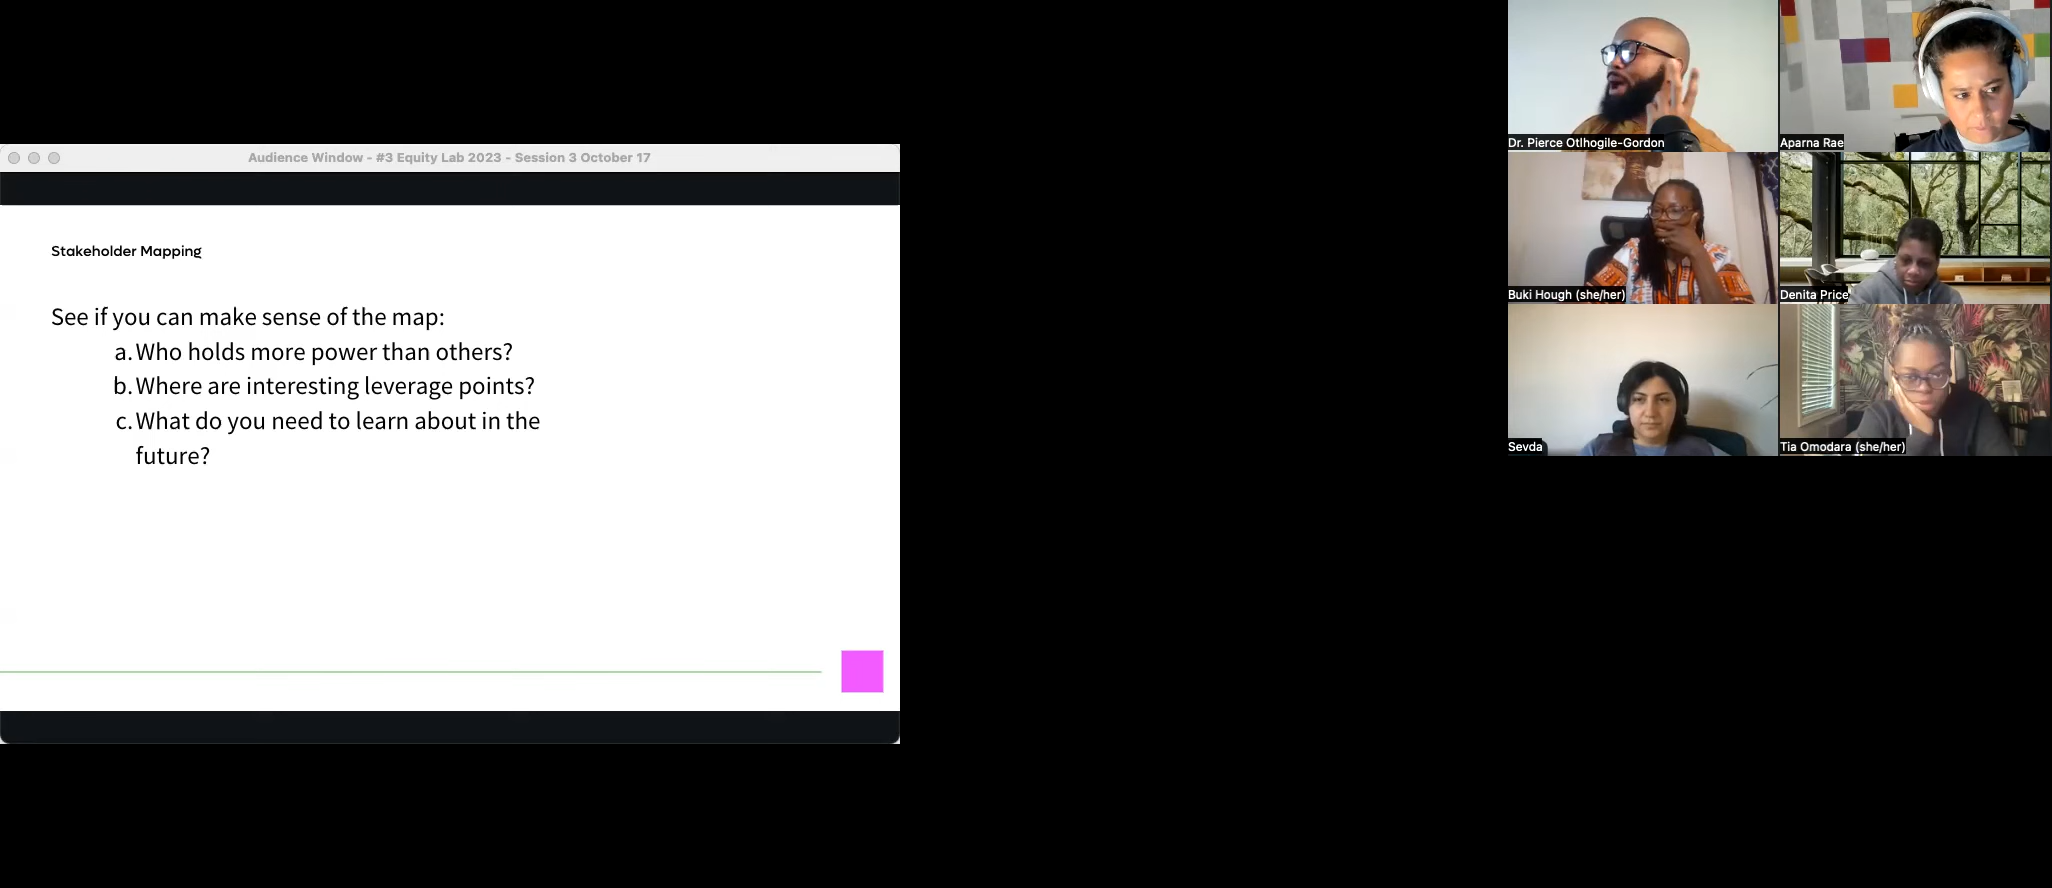 Audience Window - #3 Equity Lab 2023 - Session 3 October 17
Stakeholder Mapping
See if you can make sense of the map:
a. Who holds more power than others?
b. Where are interesting leverage points?
c. What do you need to learn about in the
future?
Dr. Pierce Otlhogile-Gordon
Aparna Rae
Buki Hough (she/her)
Denita Price
Sevda
Tia Omodara (she/her)